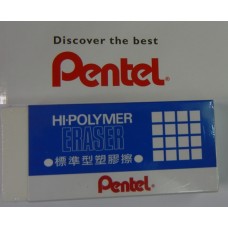 Discover the best
Pentel®
HI-POLYMER
ERASER
●標準型塑膠擦●
Pentel®